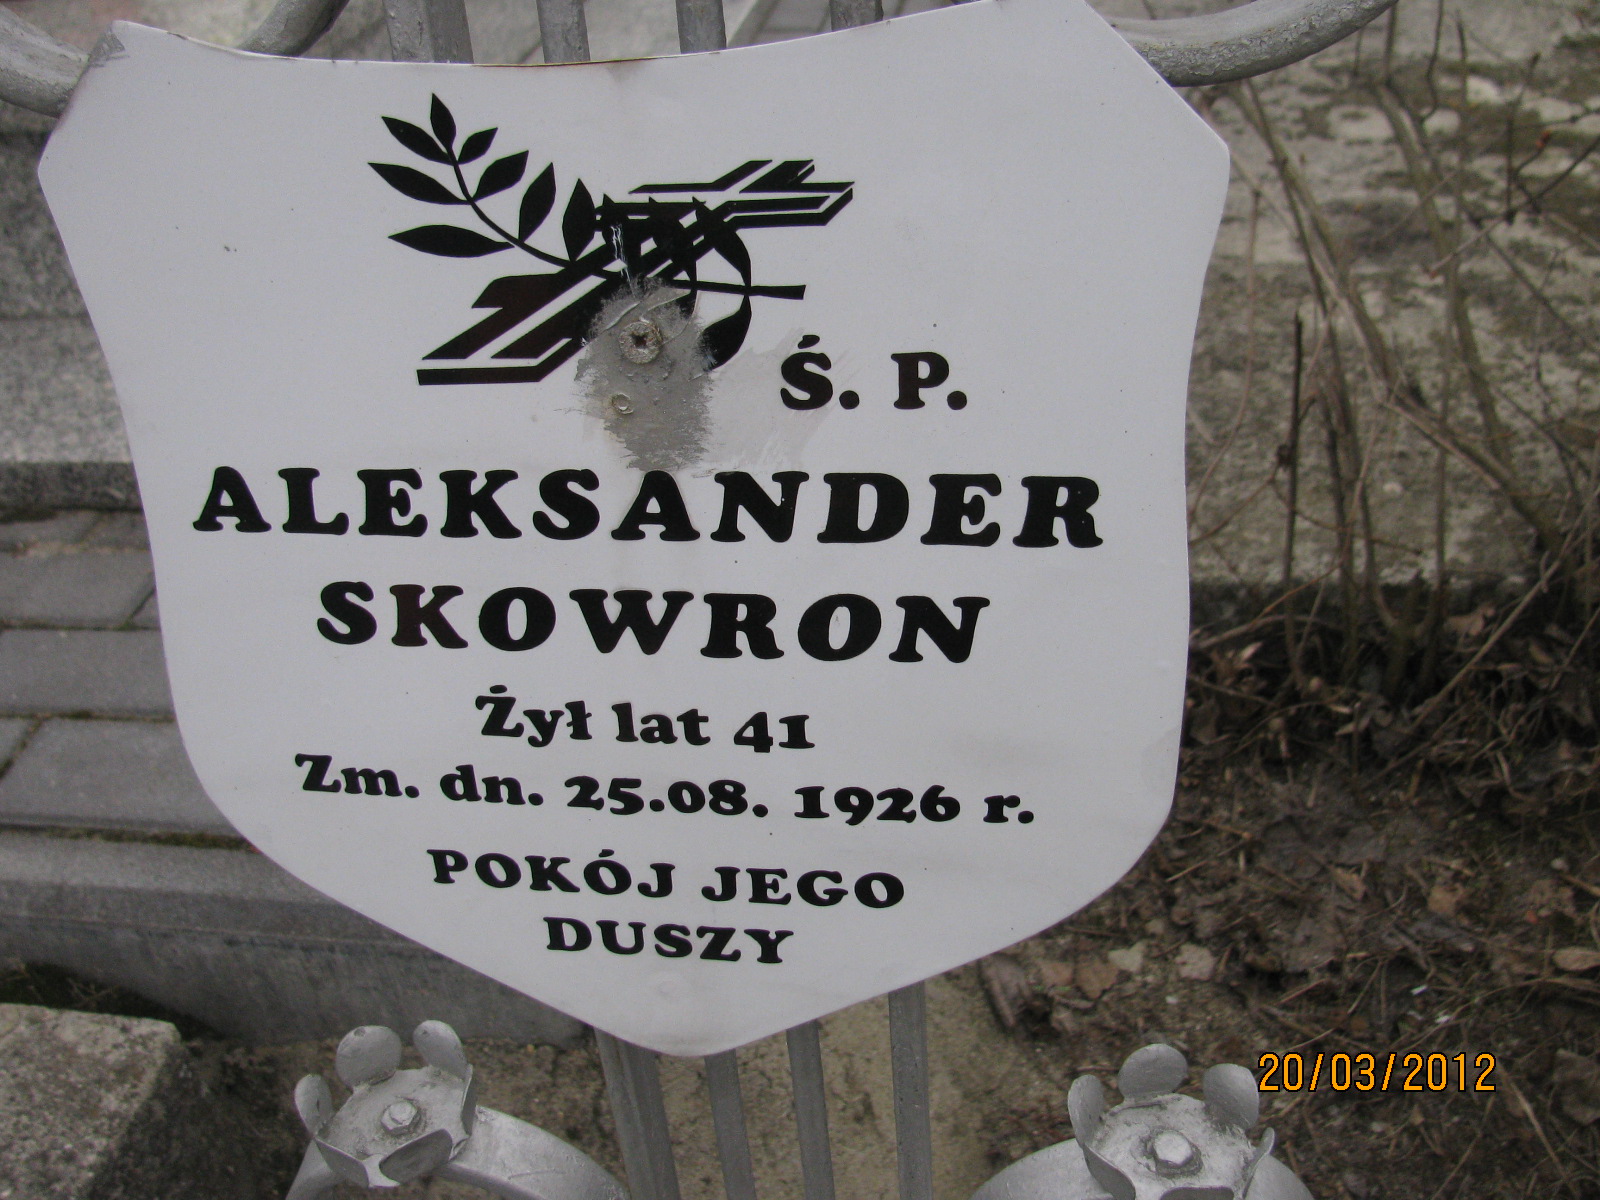 Ś. P.
ALEKSANDER
SKOWRON
Żył lat 41
Zm. dn. 25.08. 1926 r.
POKÓJ JEGO
DUSZY
20/03/2012